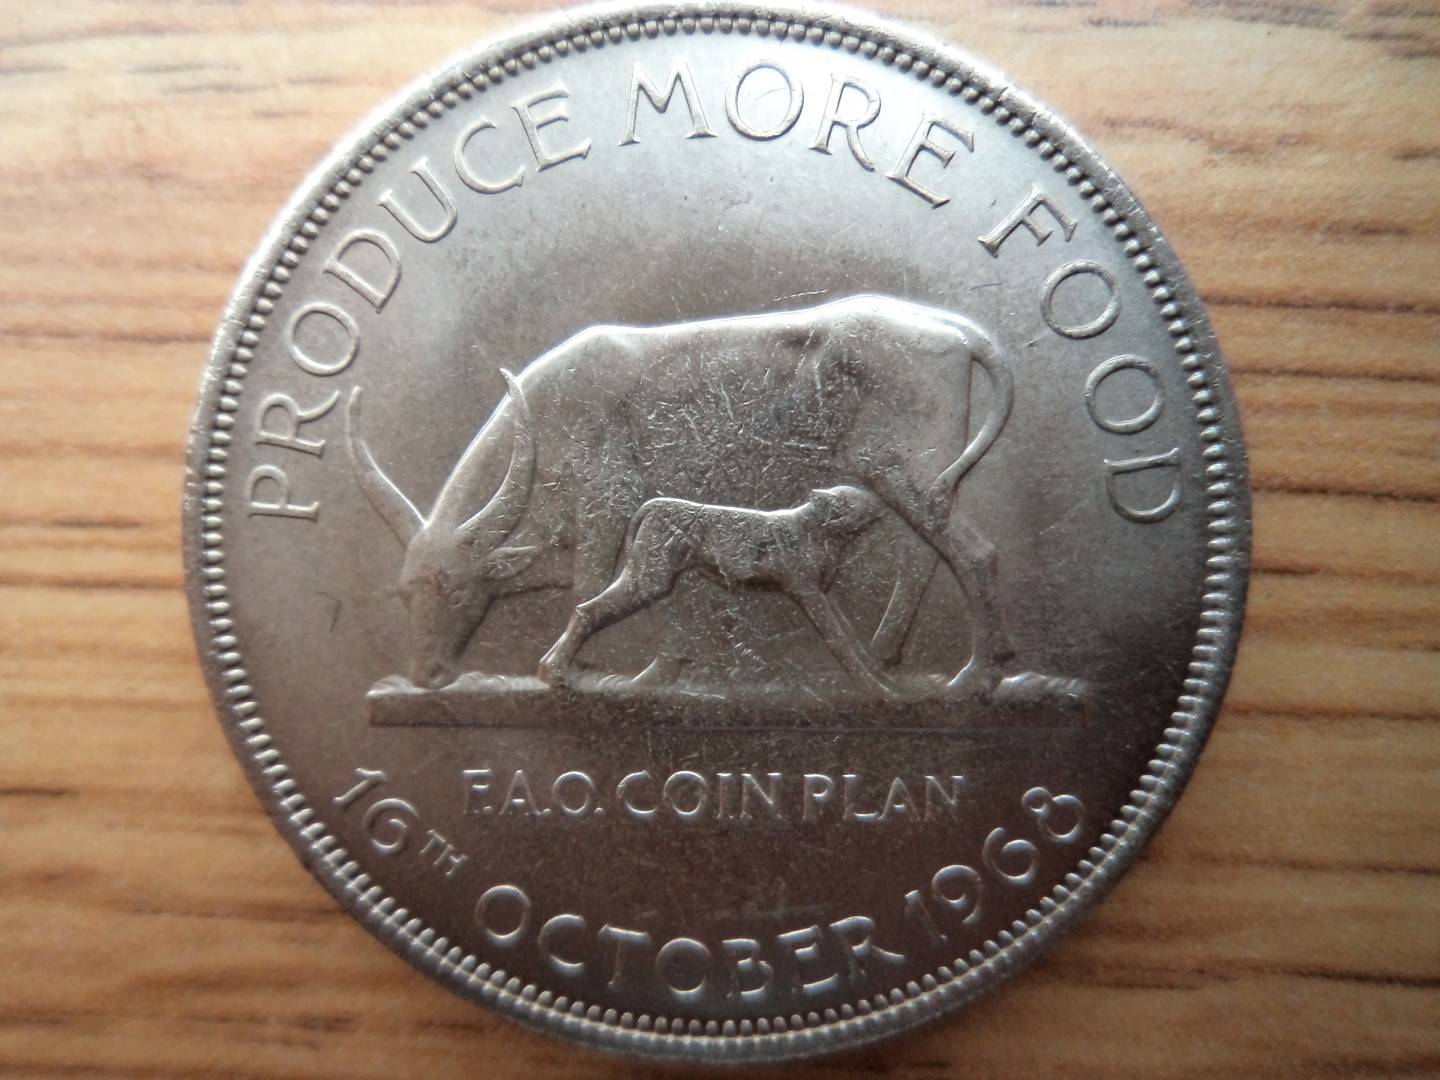 PRODUCE MORE FOOD
F.A.O. COIN PLAN
16TH OCTOBER 1968